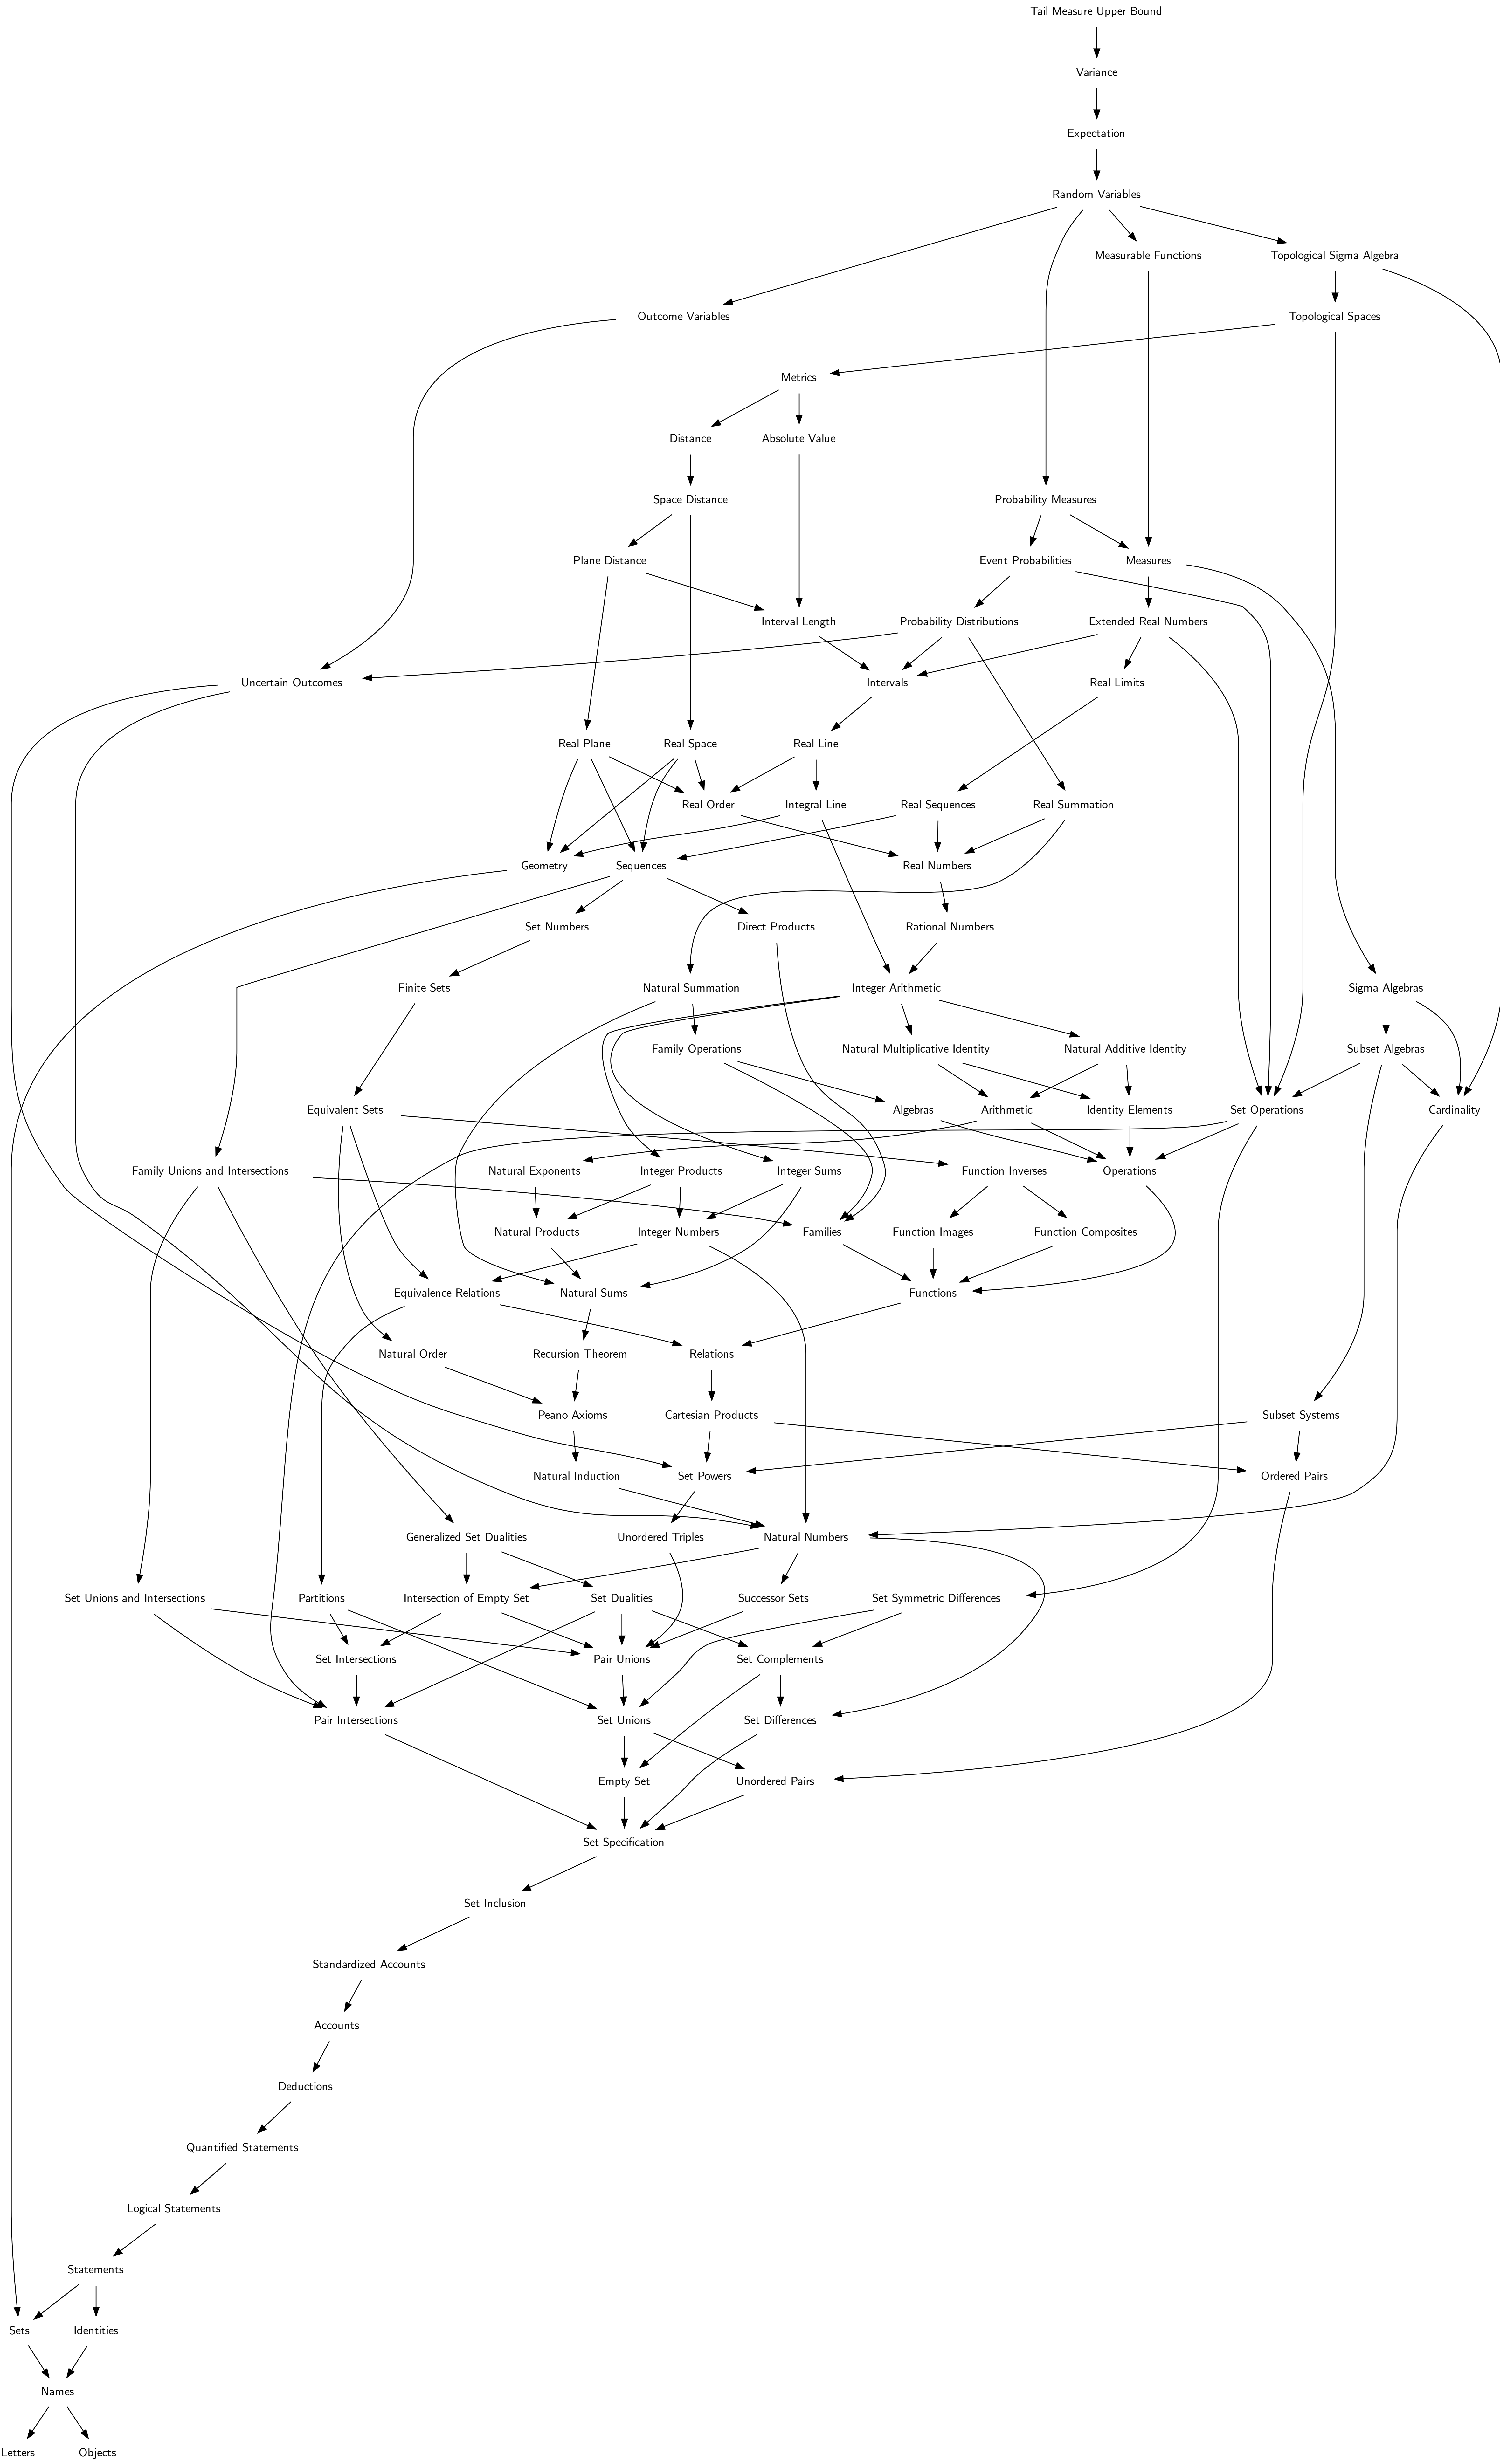 Tail Measure Upper Bound
Variance
Expectation
Random Variables
Measurable Functions
Topological Sigma Algebra
Outcome Variables
Topological Spaces
Metrics
Distance
Absolute Value
Space Distance
Probability Measures
Plane Distance
Event Probabilities
Measures
Interval Length
Probability Distributions
Extended Real Numbers
Uncertain Outcomes
Intervals
Real Limits
Real Plane
Real Space
Real Line
Real Order
Integral Line
Real Sequences
Real Summation
Geometry
Sequences
Real Numbers
Set Numbers
Direct Products
Rational Numbers
Finite Sets
Natural Summation
Integer Arithmetic
Sigma Algebras
Family Operations
Natural Multiplicative Identity
Natural Additive Identity
Subset Algebras
Equivalent Sets
Algebras
Arithmetic
Identity Elements
Set Operations
Cardinality
Family Unions and Intersections
Natural Exponents
Integer Products
Integer Sums
Function Inverses
Operations
Natural Products
Integer Numbers
Families
Function Images
Function Composites
Equivalence Relations
Natural Sums
Functions
Natural Order
Recursion Theorem
Relations
Peano Axioms
Cartesian Products
Subset Systems
Natural Induction
Set Powers
Ordered Pairs
Generalized Set Dualities
Unordered Triples
Natural Numbers
Set Unions and Intersections
Partitions
Intersection of Empty Set
Set Dualities
Successor Sets
Set Symmetric Differences
Set Intersections
Pair Unions
Set Complements
Pair Intersections
Set Unions
Set Differences
Empty Set
Unordered Pairs
Set Specification
Set Inclusion
Standardized Accounts
Accounts
Deductions
Quantified Statements
Logical Statements
Statements
Sets
Identities
Names
Letters
Objects